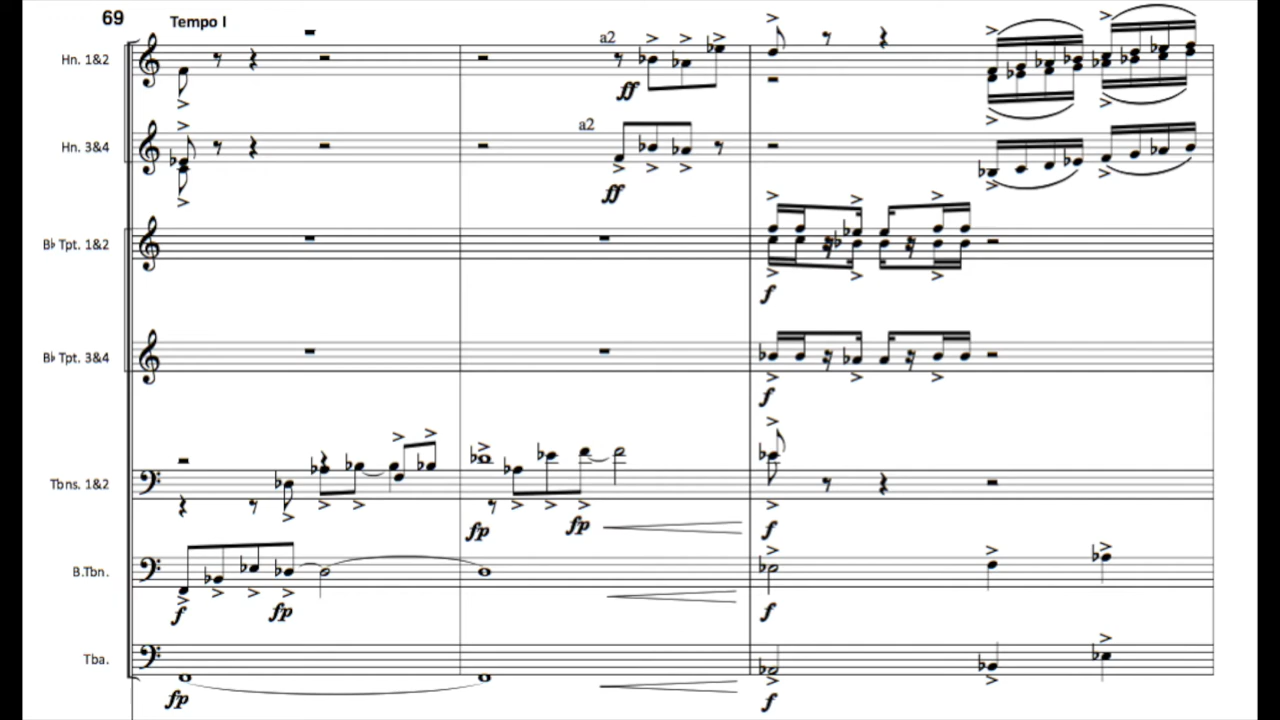 69 Tempo I
Hn. 1&2 a2 ff
Hn. 3&4 a2 ff
B♭ Tpt. 1&2 f
B♭ Tpt. 3&4 f
Tbns. 1&2 fp fp f
B.Tbn. f fp f
Tba. fp f